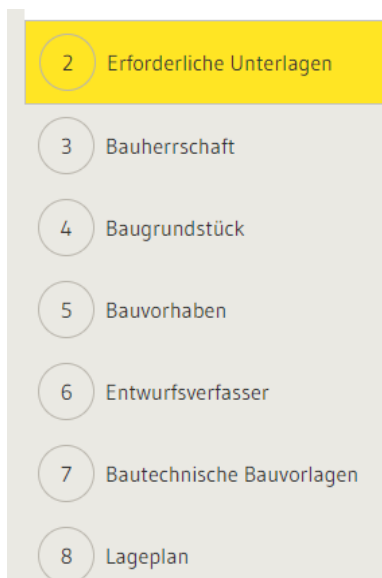 2 Erforderliche Unterlagen
3 Bauherrschaft
4 Baugrundstück
5 Bauvorhaben
6 Entwurfsverfasser
7 Bautechnische Bauvorlagen
8 Lageplan